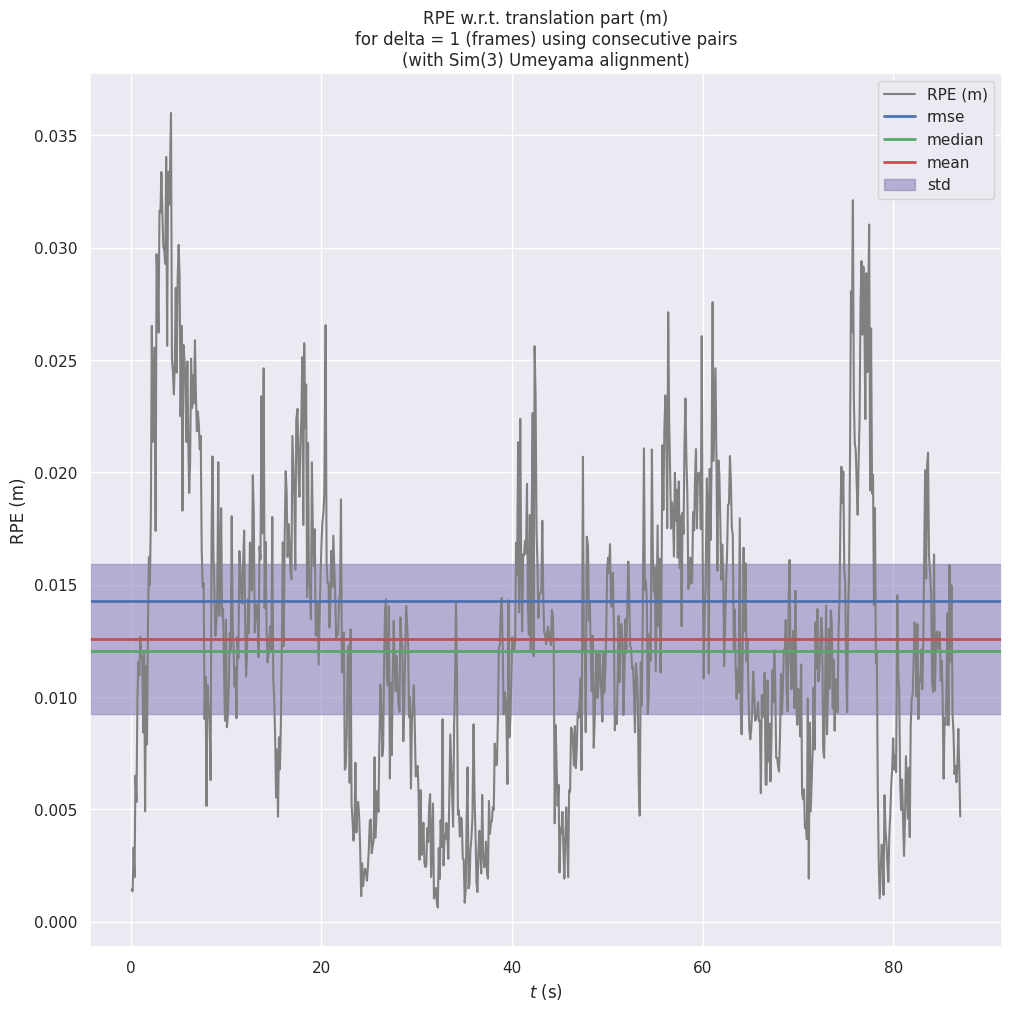 RPE w.r.t. translation part (m)
for delta = 1 (frames) using consecutive pairs
(with Sim(3) Umeyama alignment)
RPE (m)
rmse
median
mean
std
0.035
0.030
0.025
0.020
0.015
0.010
0.005
0.000
RPE (m)
0
20
40
60
80
t (s)